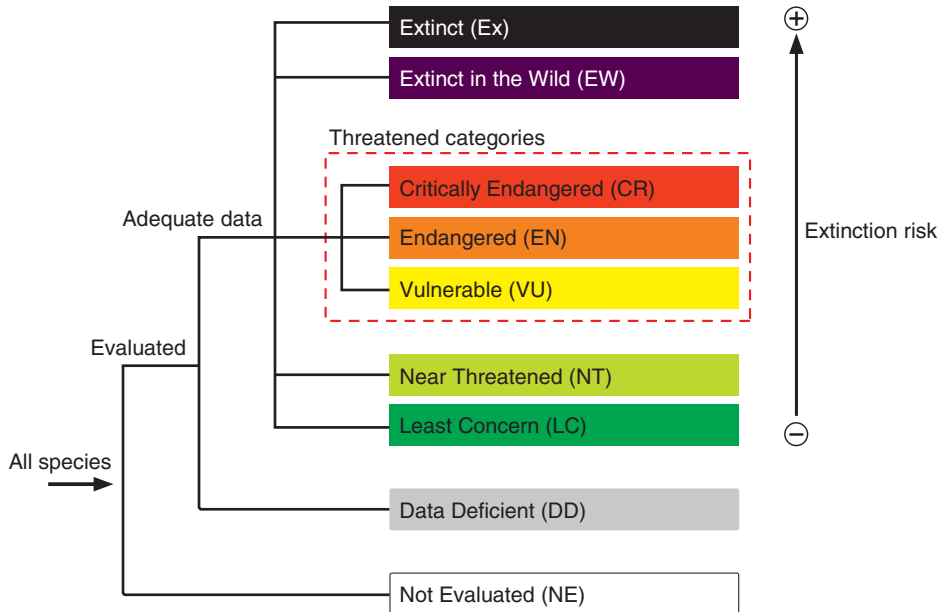 Extinct (Ex)
Extinct in the Wild (EW)
Threatened categories
Critically Endangered (CR)
Adequate data
Endangered (EN)
Extinction risk
Vulnerable (VU)
Evaluated
Near Threatened (NT)
Least Concern (LC)
All species
Data Deficient (DD)
Not Evaluated (NE)